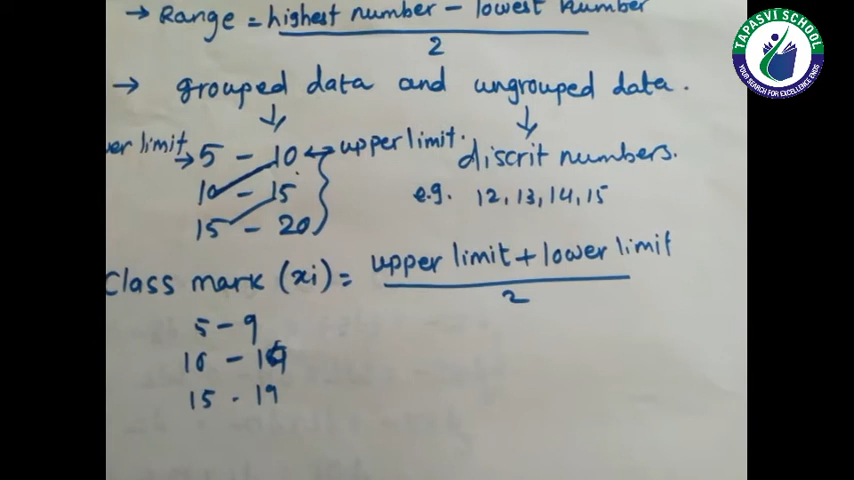 → Range = highest number - lowest number
2
→ grouped data and ungrouped data.
er limit → 5 - 10 ↔ upper limit.
discrit numbers.
10 - 15
e.g. 12, 13, 14, 15
15 - 20
Class mark (xi) = upper limit + lower limit
2
5 - 9
10 -
15 - 19
TAPASVI SCHOOL
YOUR SEARCH FOR EXCELLENCE ENDS